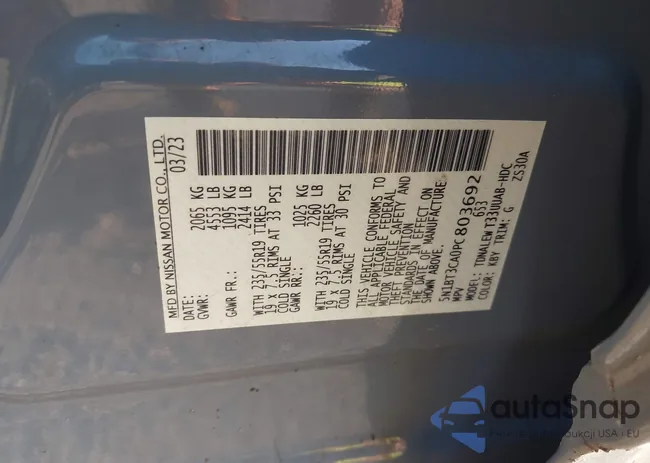 MFD BY NISSAN MOTOR CO., LTD.
DATE: 03/23
GVWR: 2065 KG
4553 LB
GAWR FR.: 1095 KG
2414 LB
WITH 235/55R19 TIRES
19 x 7.5 RIMS AT 33 PSI
COLD SINGLE
GAWR RR.: 1025 KG
2260 LB
WITH 235/55R19 TIRES
19 x 7.5 RIMS AT 30 PSI
COLD SINGLE
THIS VEHICLE CONFORMS TO
ALL APPLICABLE FEDERAL
MOTOR VEHICLE SAFETY AND
THEFT PREVENTION
STANDARDS IN EFFECT ON
THE DATE OF MANUFACTURE
SHOWN ABOVE.
5N1BT3CA0PC803692
MPV 653
MODEL: TDNALEWT33UUAB-HDC
COLOR: KBY TRIM: G ZS30A
autaSnap